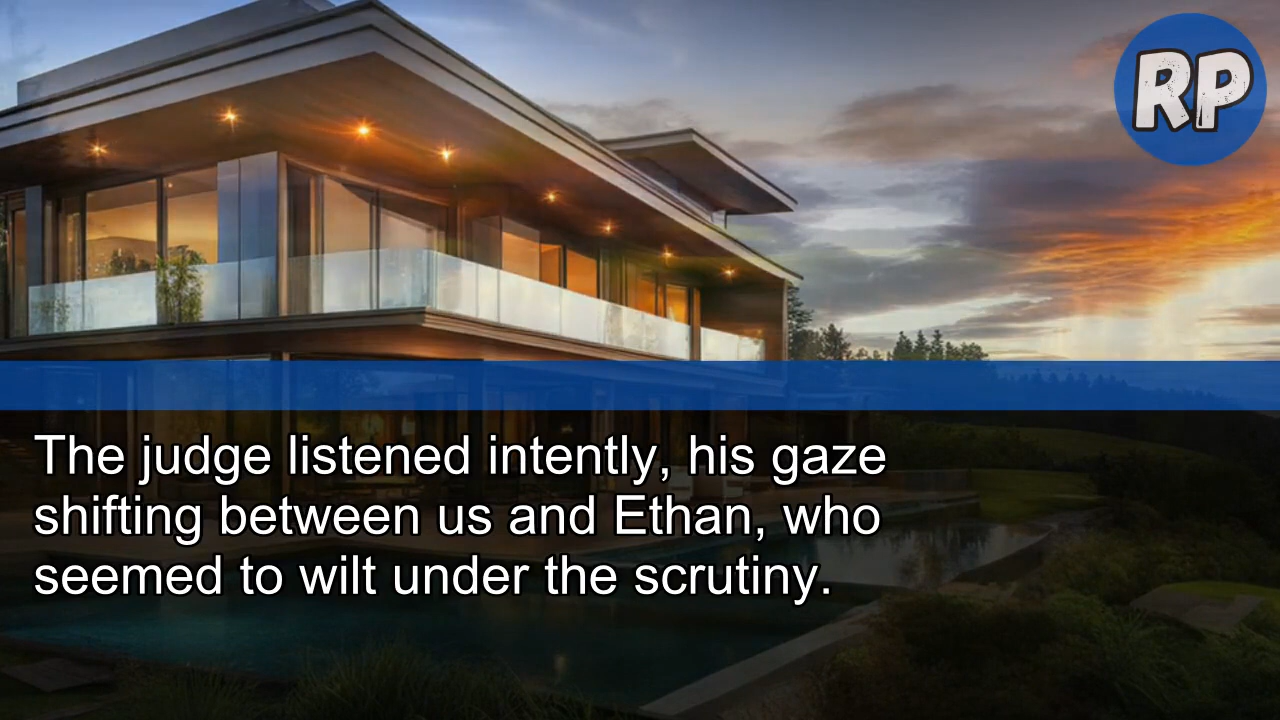 RP
The judge listened intently, his gaze
shifting between us and Ethan, who
seemed to wilt under the scrutiny.